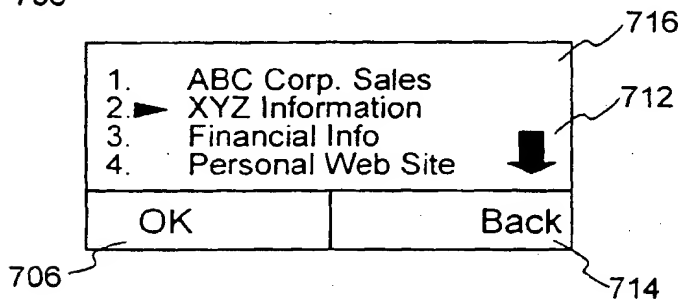 716
1. ABC Corp. Sales
2. XYZ Information
712
3. Financial Info
4. Personal Web Site
OK Back
706
714